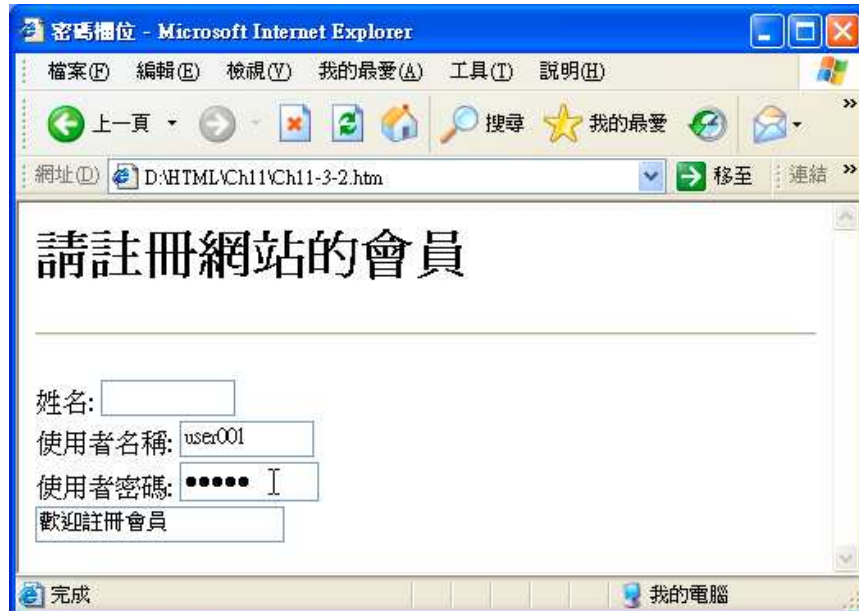 密碼欄位 - Microsoft Internet Explorer
檔案(F) 編輯(E) 檢視(V) 我的最愛(A) 工具(T) 說明(H)
上一頁 搜尋 我的最愛 »
網址(D) D:\HTML\Ch11\Ch11-3-2.htm 移至 連結 »
請註冊網站的會員
姓名:
使用者名稱: user001
使用者密碼: •••••
歡迎註冊會員
完成 我的電腦